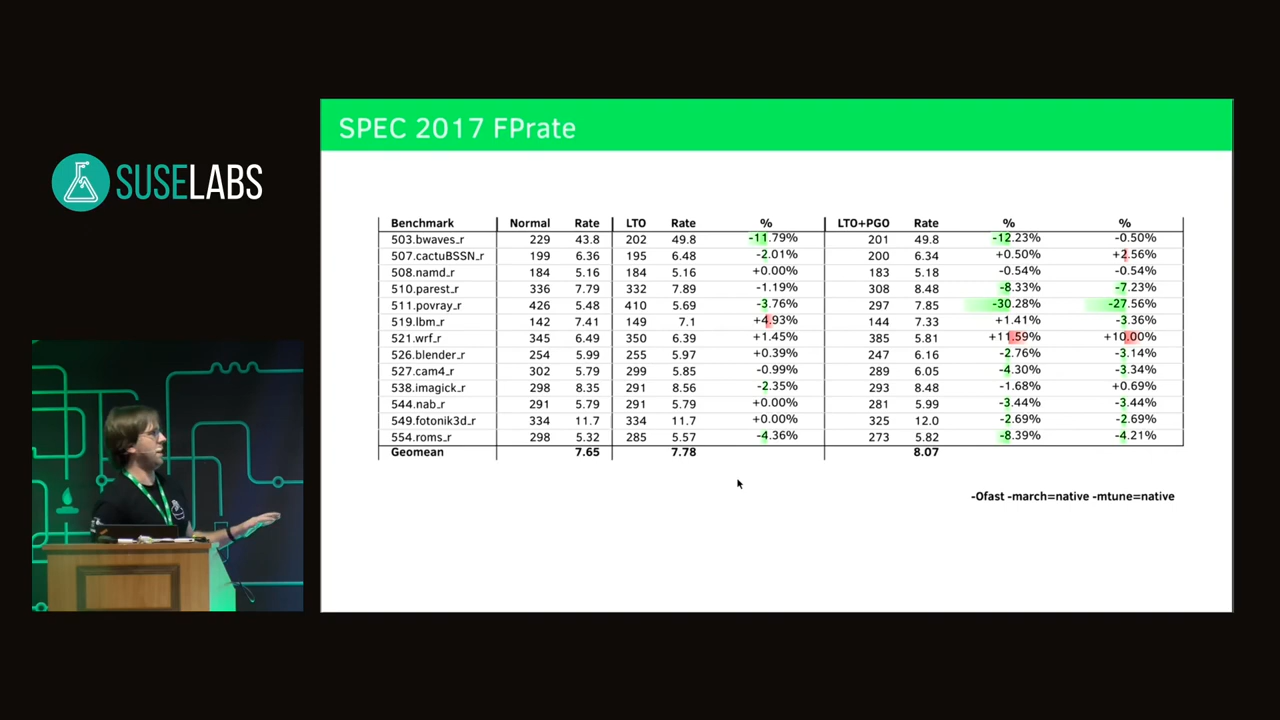 SUSELABS
SPEC 2017 FPrate
Benchmark Normal Rate LTO Rate % LTO+PGO Rate % %
503.bwaves_r 229 43.8 202 49.8 -11.79% 201 49.8 -12.23% -0.50%
507.cactuBSSN_r 199 6.36 195 6.48 -2.01% 200 6.34 +0.50% +2.56%
508.namd_r 184 5.16 184 5.16 +0.00% 183 5.18 -0.54% -0.54%
510.parest_r 336 7.79 332 7.89 -1.19% 308 8.48 -8.33% -7.23%
511.povray_r 426 5.48 410 5.69 -3.76% 297 7.85 -30.28% -27.56%
519.lbm_r 142 7.41 149 7.1 +4.93% 144 7.33 +1.41% -3.36%
521.wrf_r 345 6.49 350 6.39 +1.45% 385 5.81 +11.59% +10.00%
526.blender_r 254 5.99 255 5.97 +0.39% 247 6.16 -2.76% -3.14%
527.cam4_r 302 5.79 299 5.85 -0.99% 289 6.05 -4.30% -3.34%
538.imagick_r 298 8.35 291 8.56 -2.35% 293 8.48 -1.68% +0.69%
544.nab_r 291 5.79 291 5.79 +0.00% 281 5.99 -3.44% -3.44%
549.fotonik3d_r 334 11.7 334 11.7 +0.00% 325 12.0 -2.69% -2.69%
554.roms_r 298 5.32 285 5.57 -4.36% 273 5.82 -8.39% -4.21%
Geomean 7.65 7.78 8.07
-Ofast -march=native -mtune=native